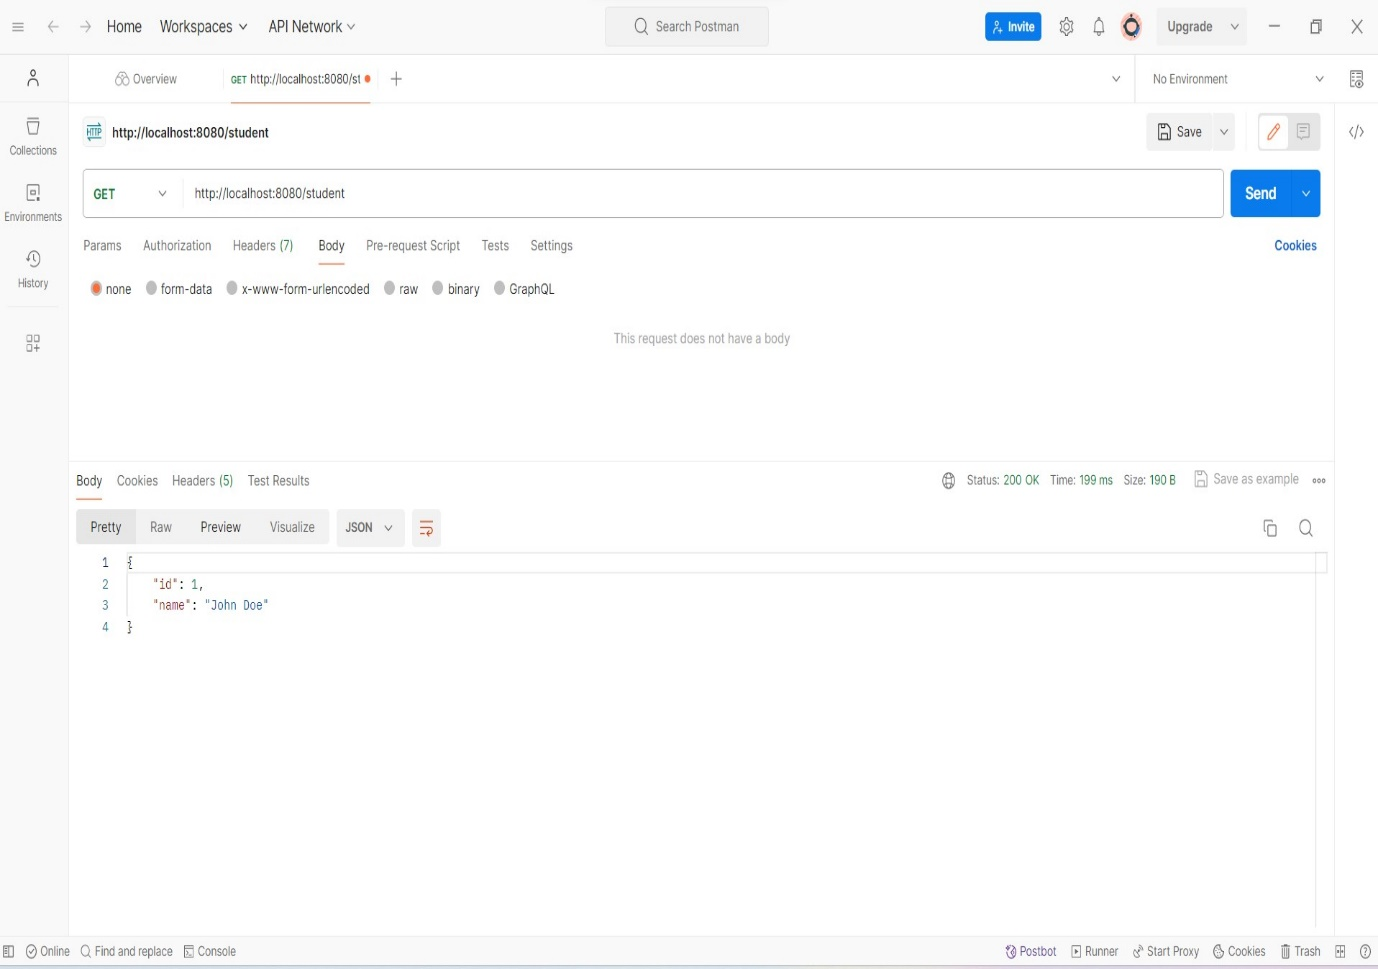 Home Workspaces API Network Search Postman Invite Upgrade
Overview GET http://localhost:8080/st No Environment
HTTP http://localhost:8080/student Save
Collections
GET http://localhost:8080/student Send
Environments
Params Authorization Headers (7) Body Pre-request Script Tests Settings Cookies
History
none form-data x-www-form-urlencoded raw binary GraphQL
This request does not have a body
Body Cookies Headers (5) Test Results Status: 200 OK Time: 199 ms Size: 190 B Save as example
Pretty Raw Preview Visualize JSON
1 {
2 "id": 1,
3 "name": "John Doe"
4 }
Online Find and replace Console Postbot Runner Start Proxy Cookies Trash